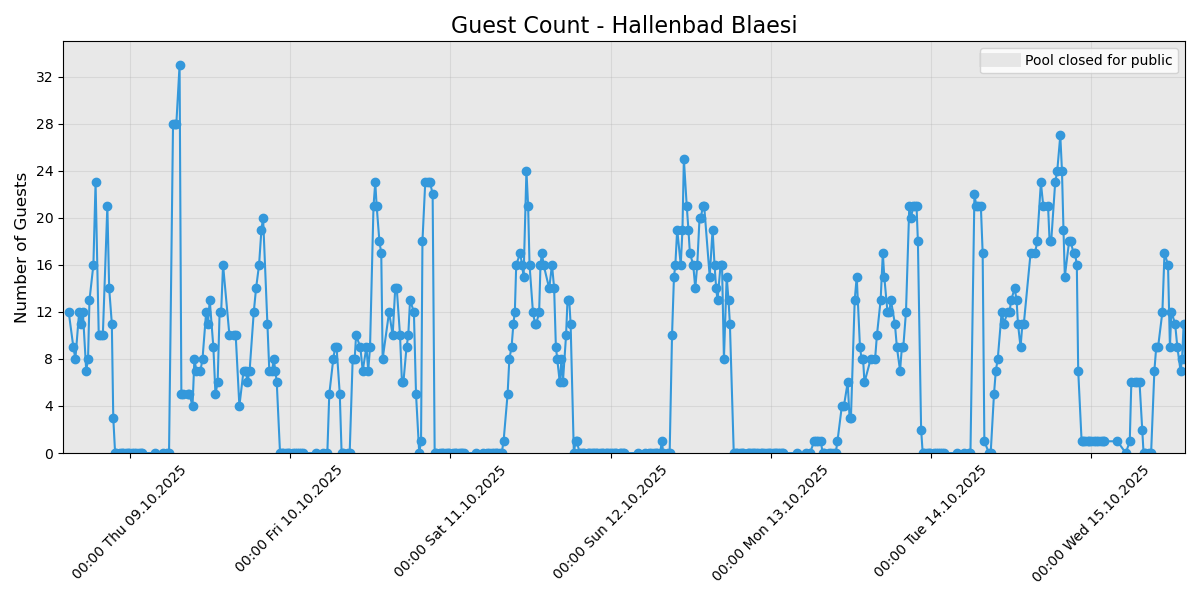 Guest Count - Hallenbad Blaesi
Pool closed for public
Number of Guests
32
28
24
20
16
12
8
4
0
00:00 Thu 09.10.2025
00:00 Fri 10.10.2025
00:00 Sat 11.10.2025
00:00 Sun 12.10.2025
00:00 Mon 13.10.2025
00:00 Tue 14.10.2025
00:00 Wed 15.10.2025